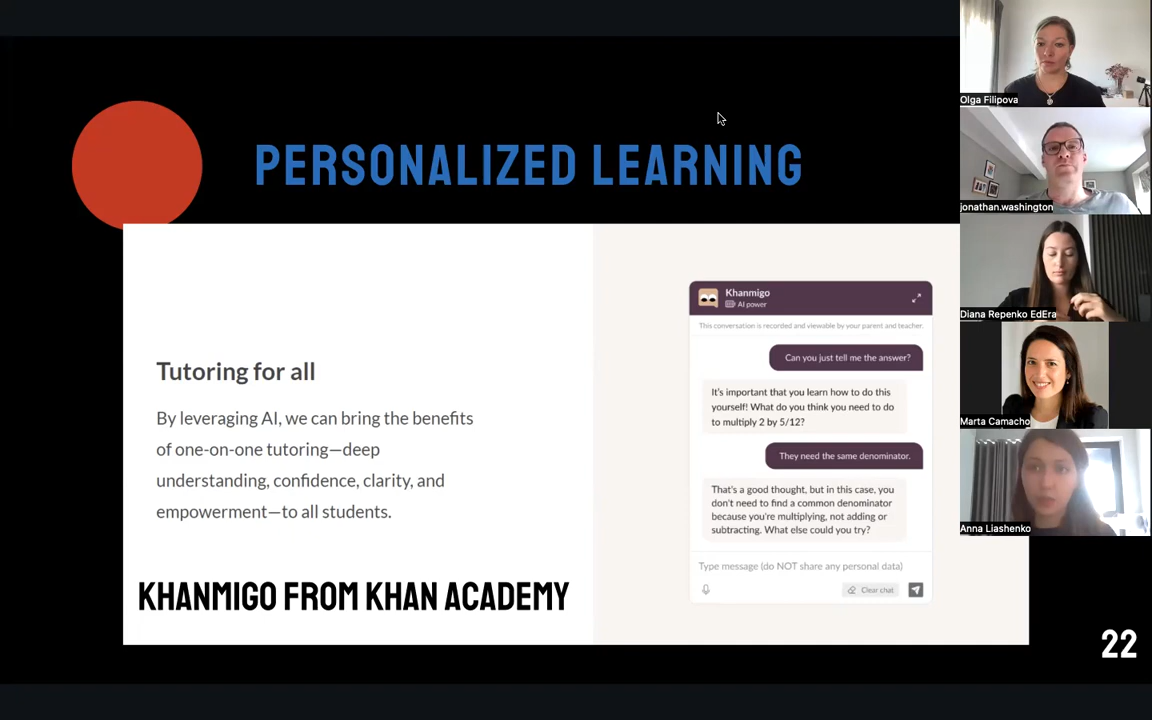 PERSONALIZED LEARNING
Tutoring for all
By leveraging AI, we can bring the benefits
of one-on-one tutoring—deep
understanding, confidence, clarity, and
empowerment—to all students.
KHANMIGO FROM KHAN ACADEMY
Khanmigo
AI power
This conversation is recorded and viewable by your parent and teacher.
Can you just tell me the answer?
It's important that you learn how to do this
yourself! What do you think you need to do
to multiply 2 by 5/12?
They need the same denominator.
That's a good thought, but in this case, you
don't need to find a common denominator
because you're multiplying, not adding or
subtracting. What else could you try?
Type message (do NOT share any personal data)
Clear chat
22
Olga Filipova
jonathan.washington
Diana Repenko EdEra
Marta Camacho
Anna Liashenko